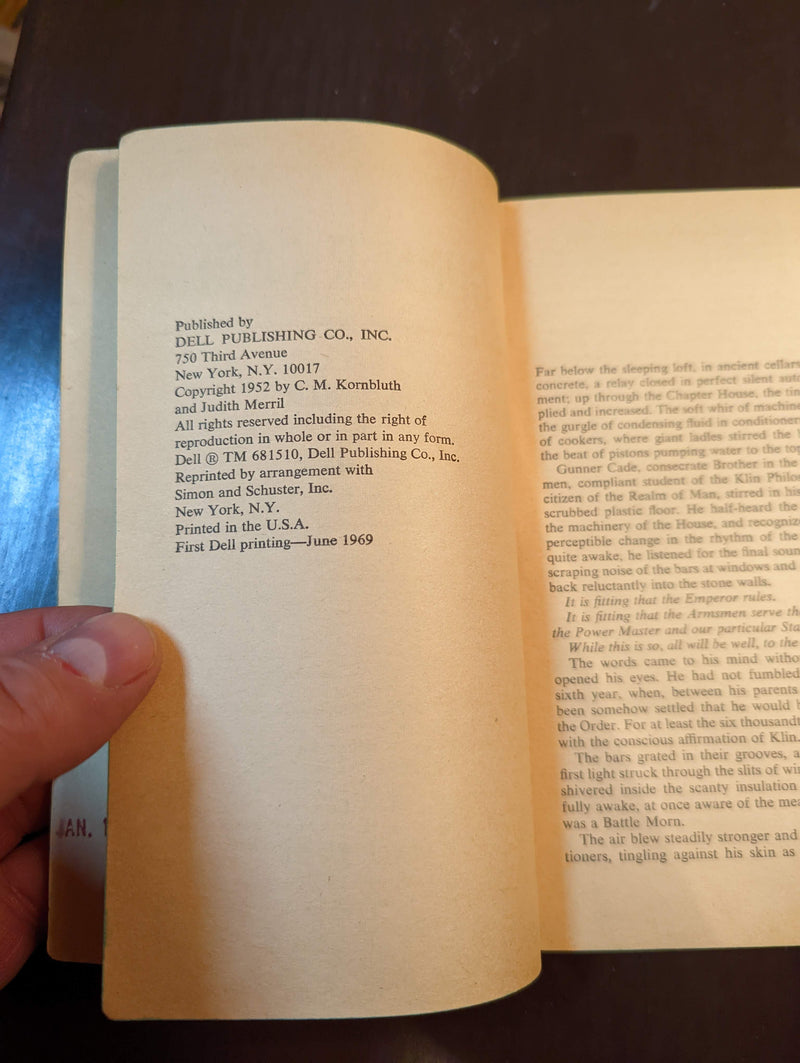 Published by
DELL PUBLISHING CO., INC.
750 Third Avenue
New York, N.Y. 10017
Copyright 1952 by C. M. Kornbluth
and Judith Merril
All rights reserved including the right of
reproduction in whole or in part in any form.
Dell ® TM 681510, Dell Publishing Co., Inc.
Reprinted by arrangement with
Simon and Schuster, Inc.
New York, N.Y.
Printed in the U.S.A.
First Dell printing—June 1969
JAN. 1
Far below the sleeping loft, in ancient cellars
concrete, a relay closed in perfect silent
ment; up through the Chapter House, the
plied and increased. The soft whir of
the gurgle of condensing fluid in
of cookers, where giant ladles stirred the
the beat of pistons pumping water to the
Gunner Cade, consecrate Brother in the
men, compliant student of the Klin
citizen of the Realm of Man, stirred in his
scrubbed plastic floor. He half-heard the
the machinery of the House, and
perceptible change in the rhythm of the
quite awake, he listened for the final
scraping noise of the bars at windows and
back reluctantly into the stone walls.
It is fitting that the Emperor rules.
It is fitting that the Armsmen serve
the Power Master and our particular
While this is so, all will be well, to the
The words came to his mind
opened his eyes. He had not fumbled
sixth year, when, between his parents
been somehow settled that he would
the Order. For at least the six
with the conscious affirmation of Klin.
The bars grated in their grooves,
first light struck through the slits of
shivered inside the scanty insulation
fully awake, at once aware of the
was a Battle Morn.
The air blew steadily stronger and
tioners, tingling against his skin as